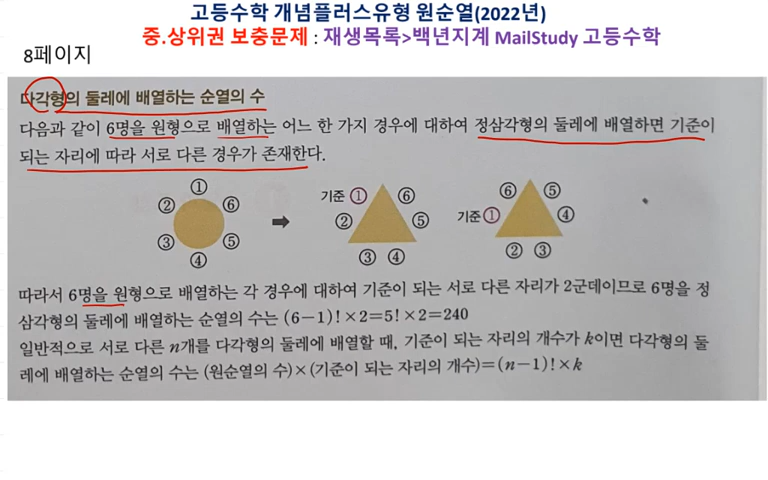 고등수학 개념플러스유형 원순열(2022년)
중.상위권 보충문제 : 재생목록>백년지계 MailStudy 고등수학
8페이지
다각형의 둘레에 배열하는 순열의 수
다음과 같이 6명을 원형으로 배열하는 어느 한 가지 경우에 대하여 정삼각형의 둘레에 배열하면 기준이
되는 자리에 따라 서로 다른 경우가 존재한다.
① ② ③ ④ ⑤ ⑥
➡
기준 ① ② ③ ④ ⑤ ⑥
기준 ① ② ③ ④ ⑤ ⑥
따라서 6명을 원형으로 배열하는 각 경우에 대하여 기준이 되는 서로 다른 자리가 2군데이므로 6명을 정
삼각형의 둘레에 배열하는 순열의 수는 (6-1)!×2=5!×2=240
일반적으로 서로 다른 n개를 다각형의 둘레에 배열할 때, 기준이 되는 자리의 개수가 k이면 다각형의 둘
레에 배열하는 순열의 수는 (원순열의 수)×(기준이 되는 자리의 개수)=(n-1)!×k